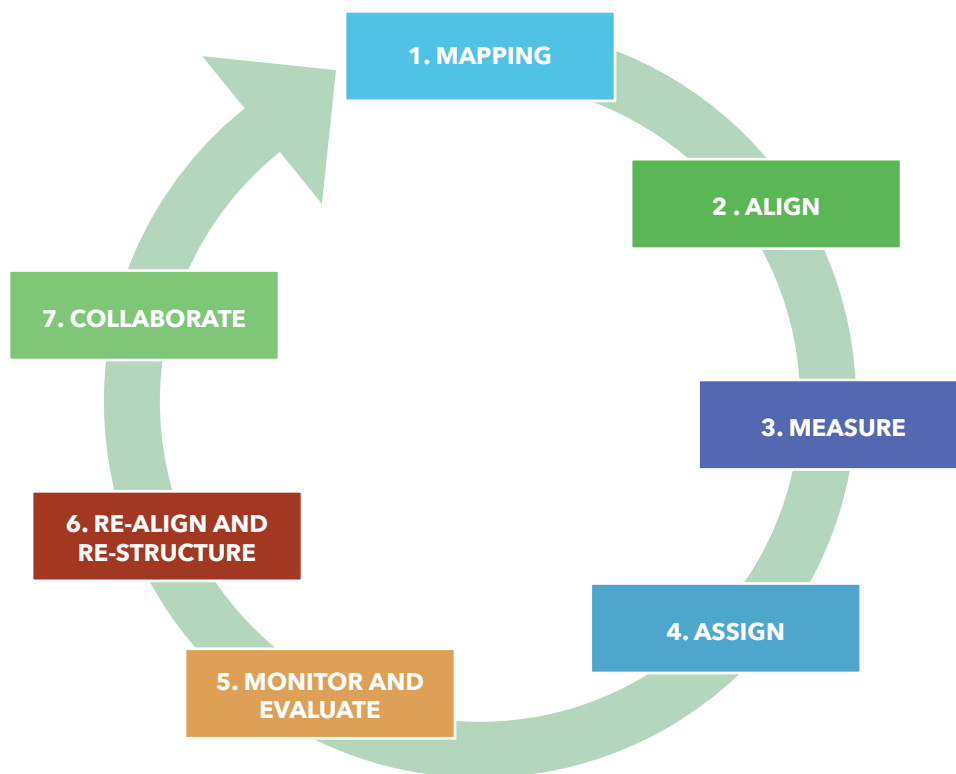 1. MAPPING
2 . ALIGN
3. MEASURE
4. ASSIGN
5. MONITOR AND
EVALUATE
6. RE-ALIGN AND
RE-STRUCTURE
7. COLLABORATE